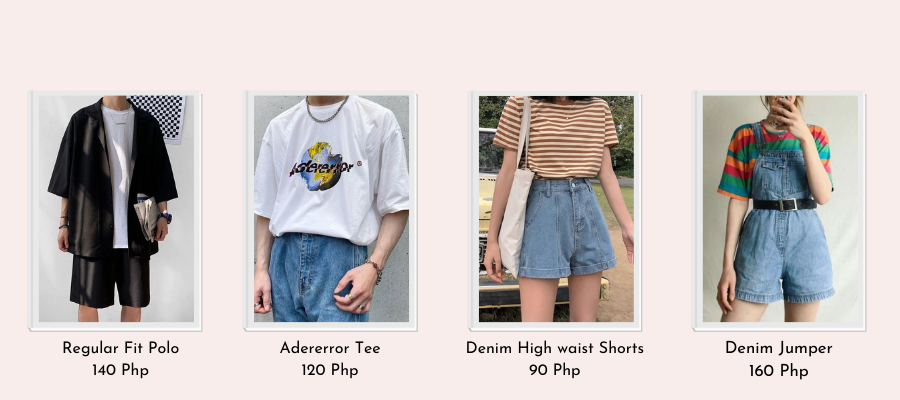 Adererror®
Regular Fit Polo
140 Php
Adererror Tee
120 Php
Denim High waist Shorts
90 Php
Denim Jumper
160 Php